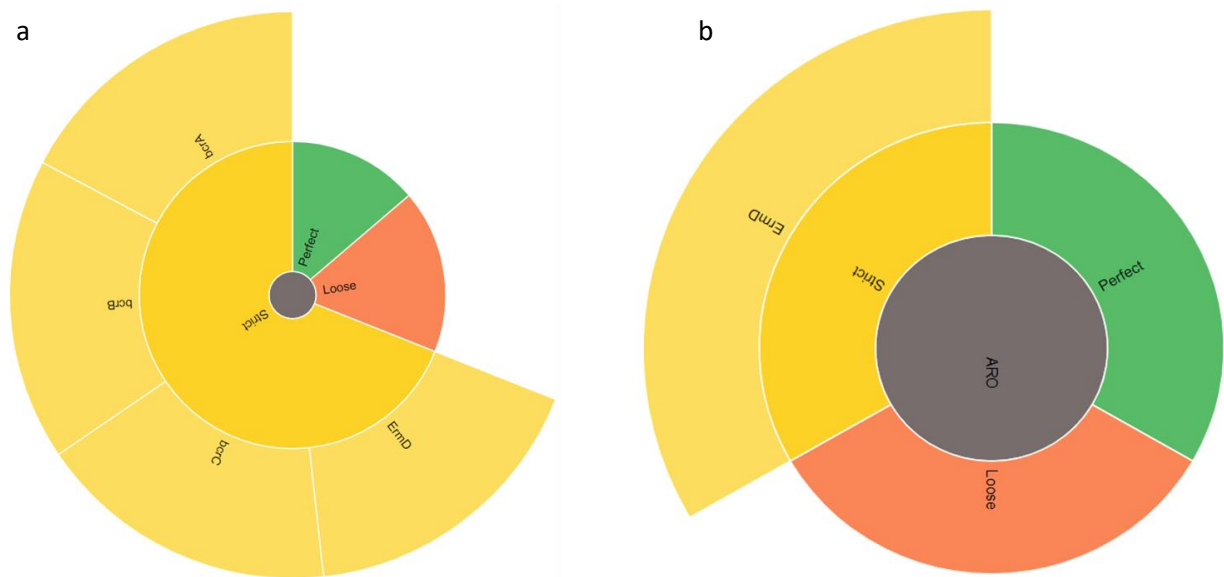 a
bcrA
bcrB
bcrC
ErmD
Strict
Perfect
Loose
b
ErmD
Strict
Perfect
Loose
ARO